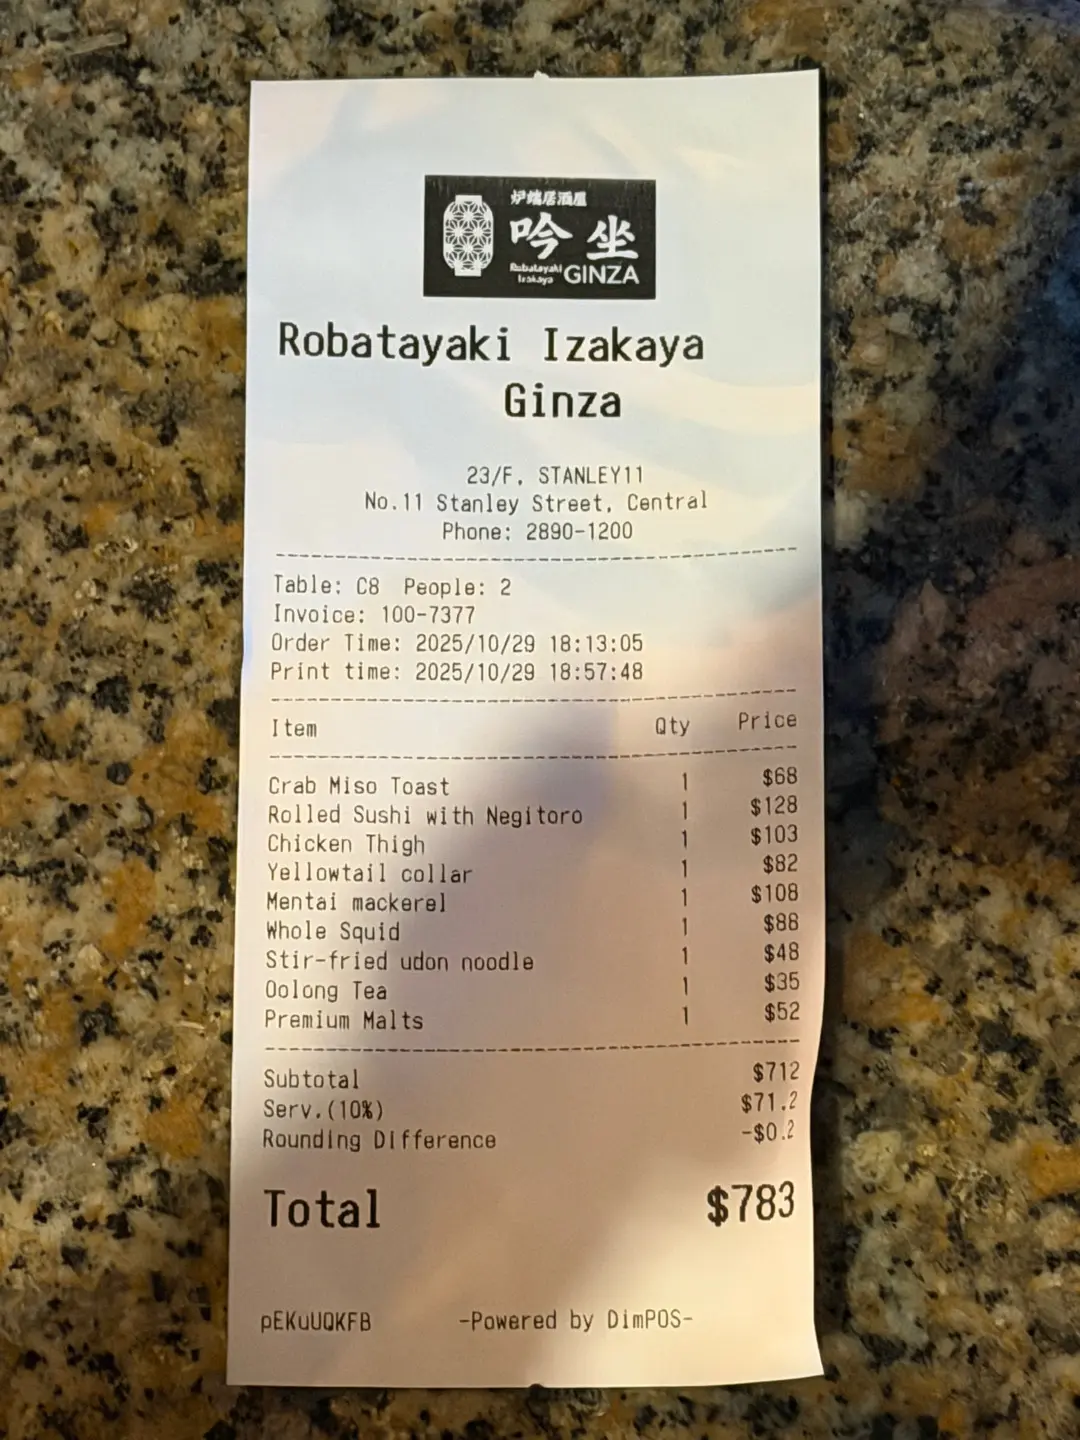 炉端居酒屋
吟坐
Robatayaki
Izakaya GINZA
Robatayaki Izakaya
Ginza
23/F, STANLEY11
No.11 Stanley Street, Central
Phone: 2890-1200
Table: C8 People: 2
Invoice: 100-7377
Order Time: 2025/10/29 18:13:05
Print time: 2025/10/29 18:57:48
Item Qty Price
Crab Miso Toast 1 $68
Rolled Sushi with Negitoro 1 $128
Chicken Thigh 1 $103
Yellowtail collar 1 $82
Mentai mackerel 1 $108
Whole Squid 1 $88
Stir-fried udon noodle 1 $48
Oolong Tea 1 $35
Premium Malts 1 $52
Subtotal $712
Serv.(10%) $71.2
Rounding Difference -$0.2
Total $783
pEKuUQKFB -Powered by DimPOS-